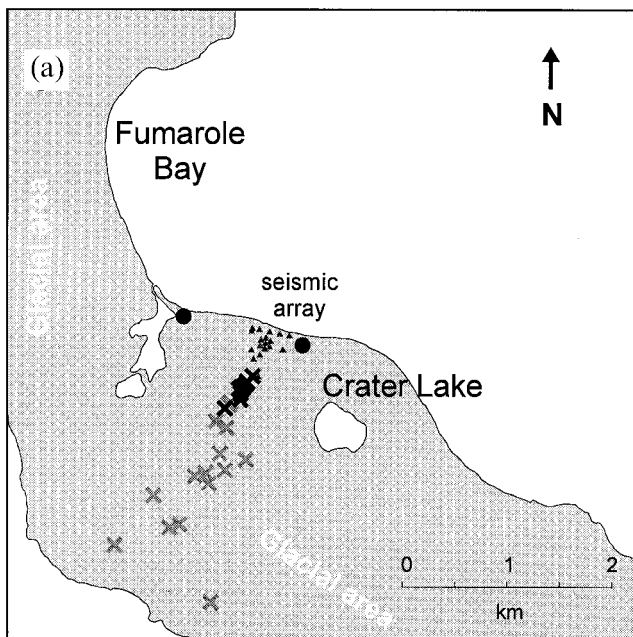 (a)
N
Fumarole
Bay
Glacial area
seismic
array
Crater Lake
Glacial area
0 1 2
km